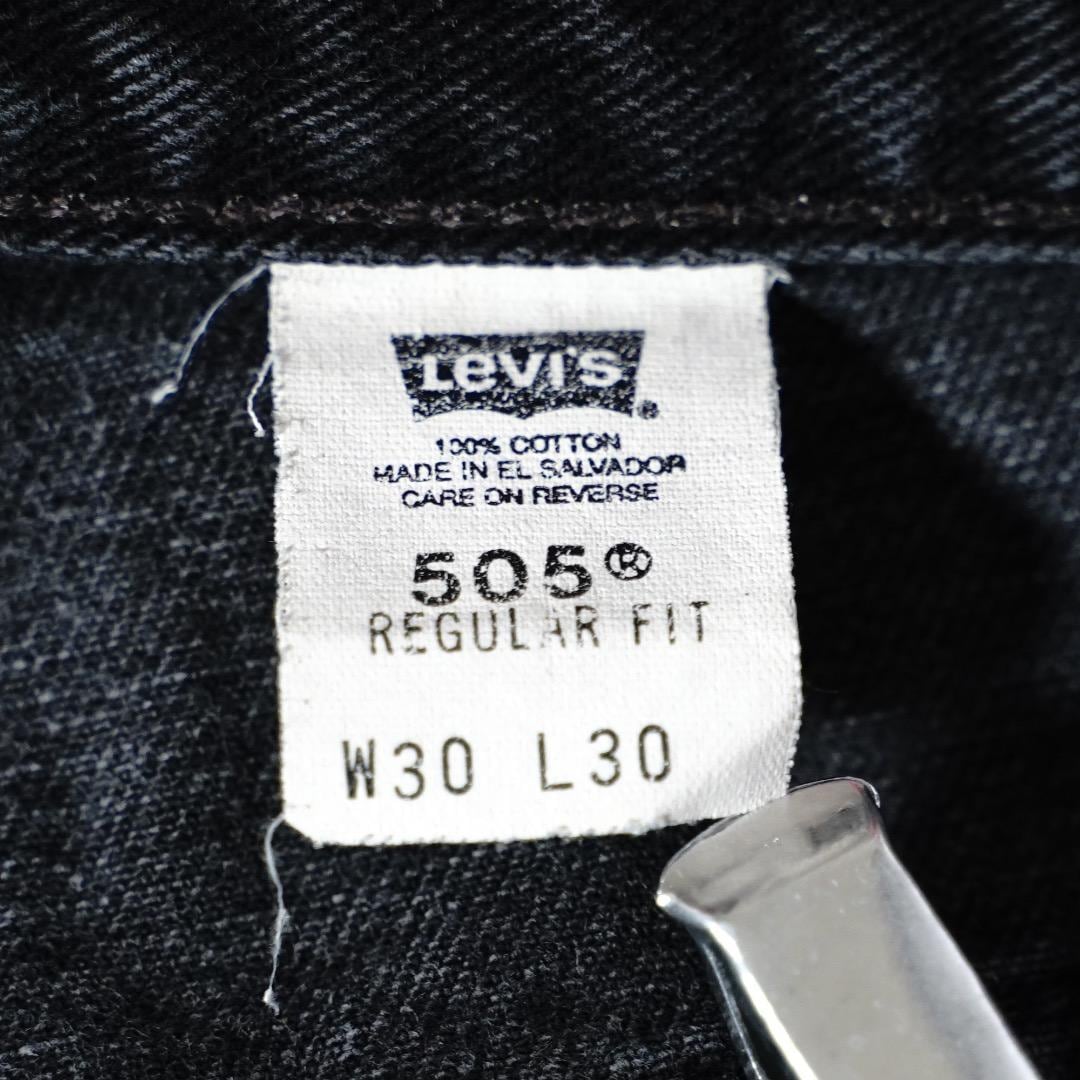 Levi's®
100% COTTON
MADE IN EL SALVADOR
CARE ON REVERSE
505®
REGULAR FIT
W30 L30